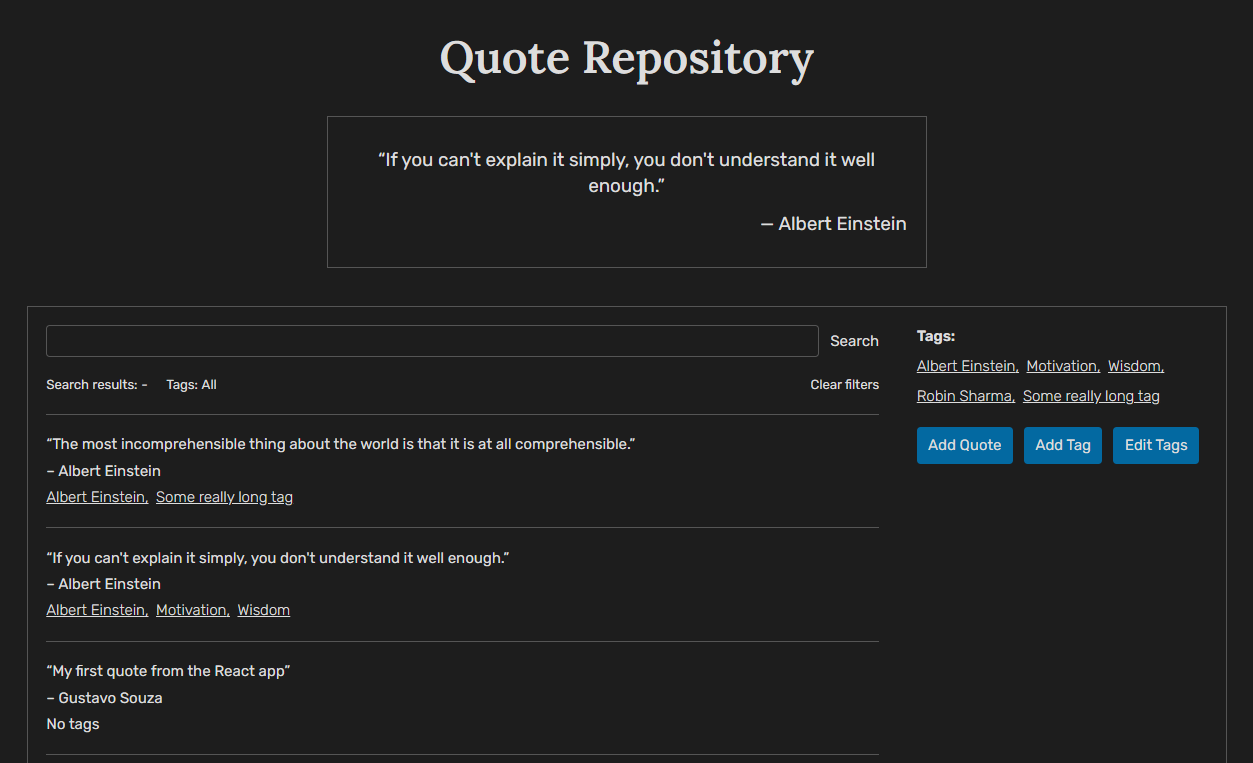 Quote Repository
“If you can't explain it simply, you don't understand it well
enough.”
— Albert Einstein
Search
Search results: -   Tags: All   Clear filters
“The most incomprehensible thing about the world is that it is at all comprehensible.”
– Albert Einstein
Albert Einstein, Some really long tag
“If you can't explain it simply, you don't understand it well enough.”
– Albert Einstein
Albert Einstein, Motivation, Wisdom
“My first quote from the React app”
– Gustavo Souza
No tags
Tags:
Albert Einstein, Motivation, Wisdom,
Robin Sharma, Some really long tag
Add Quote   Add Tag   Edit Tags